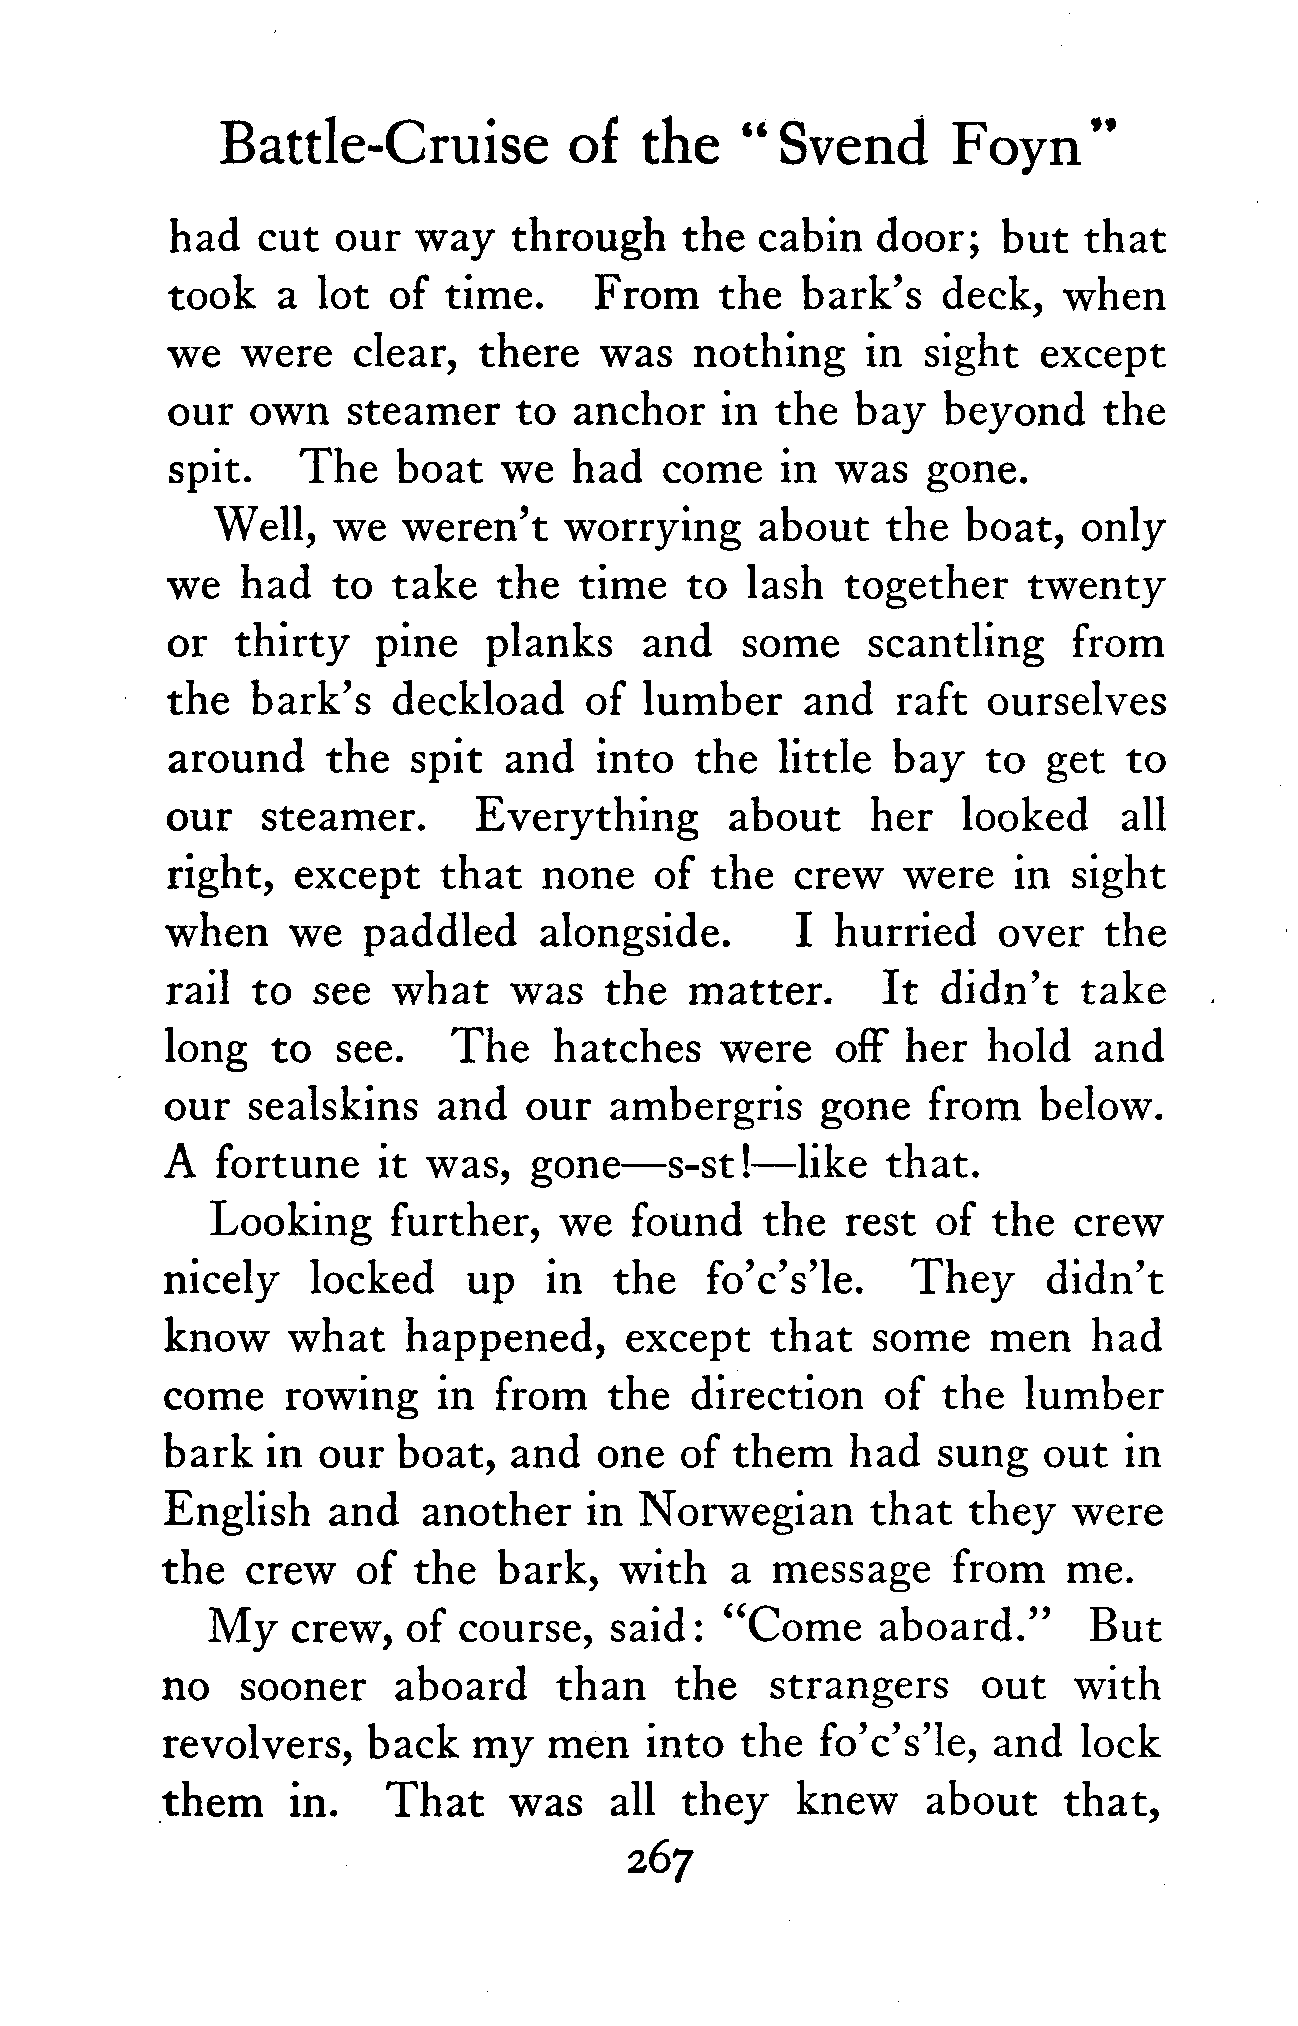 Battle-Cruise of the "Svend Foyn"
had cut our way through the cabin door; but that
took a lot of time. From the bark's deck, when
we were clear, there was nothing in sight except
our own steamer to anchor in the bay beyond the
spit. The boat we had come in was gone.
Well, we weren't worrying about the boat, only
we had to take the time to lash together twenty
or thirty pine planks and some scantling from
the bark's deckload of lumber and raft ourselves
around the spit and into the little bay to get to
our steamer. Everything about her looked all
right, except that none of the crew were in sight
when we paddled alongside. I hurried over the
rail to see what was the matter. It didn't take
long to see. The hatches were off her hold and
our sealskins and our ambergris gone from below.
A fortune it was, gone—s-st!—like that.
Looking further, we found the rest of the crew
nicely locked up in the fo'c's'le. They didn't
know what happened, except that some men had
come rowing in from the direction of the lumber
bark in our boat, and one of them had sung out in
English and another in Norwegian that they were
the crew of the bark, with a message from me.
My crew, of course, said: "Come aboard." But
no sooner aboard than the strangers out with
revolvers, back my men into the fo'c's'le, and lock
them in. That was all they knew about that,
267